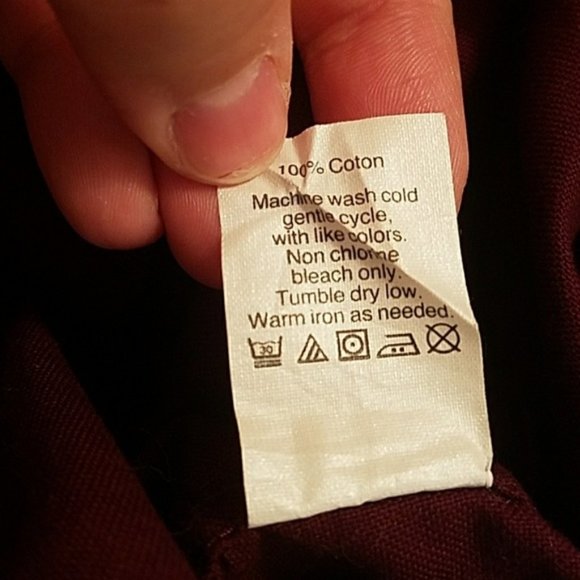 100% Coton
Machine wash cold
gentle cycle,
with like colors.
Non chlorine
bleach only.
Tumble dry low.
Warm iron as needed.
30